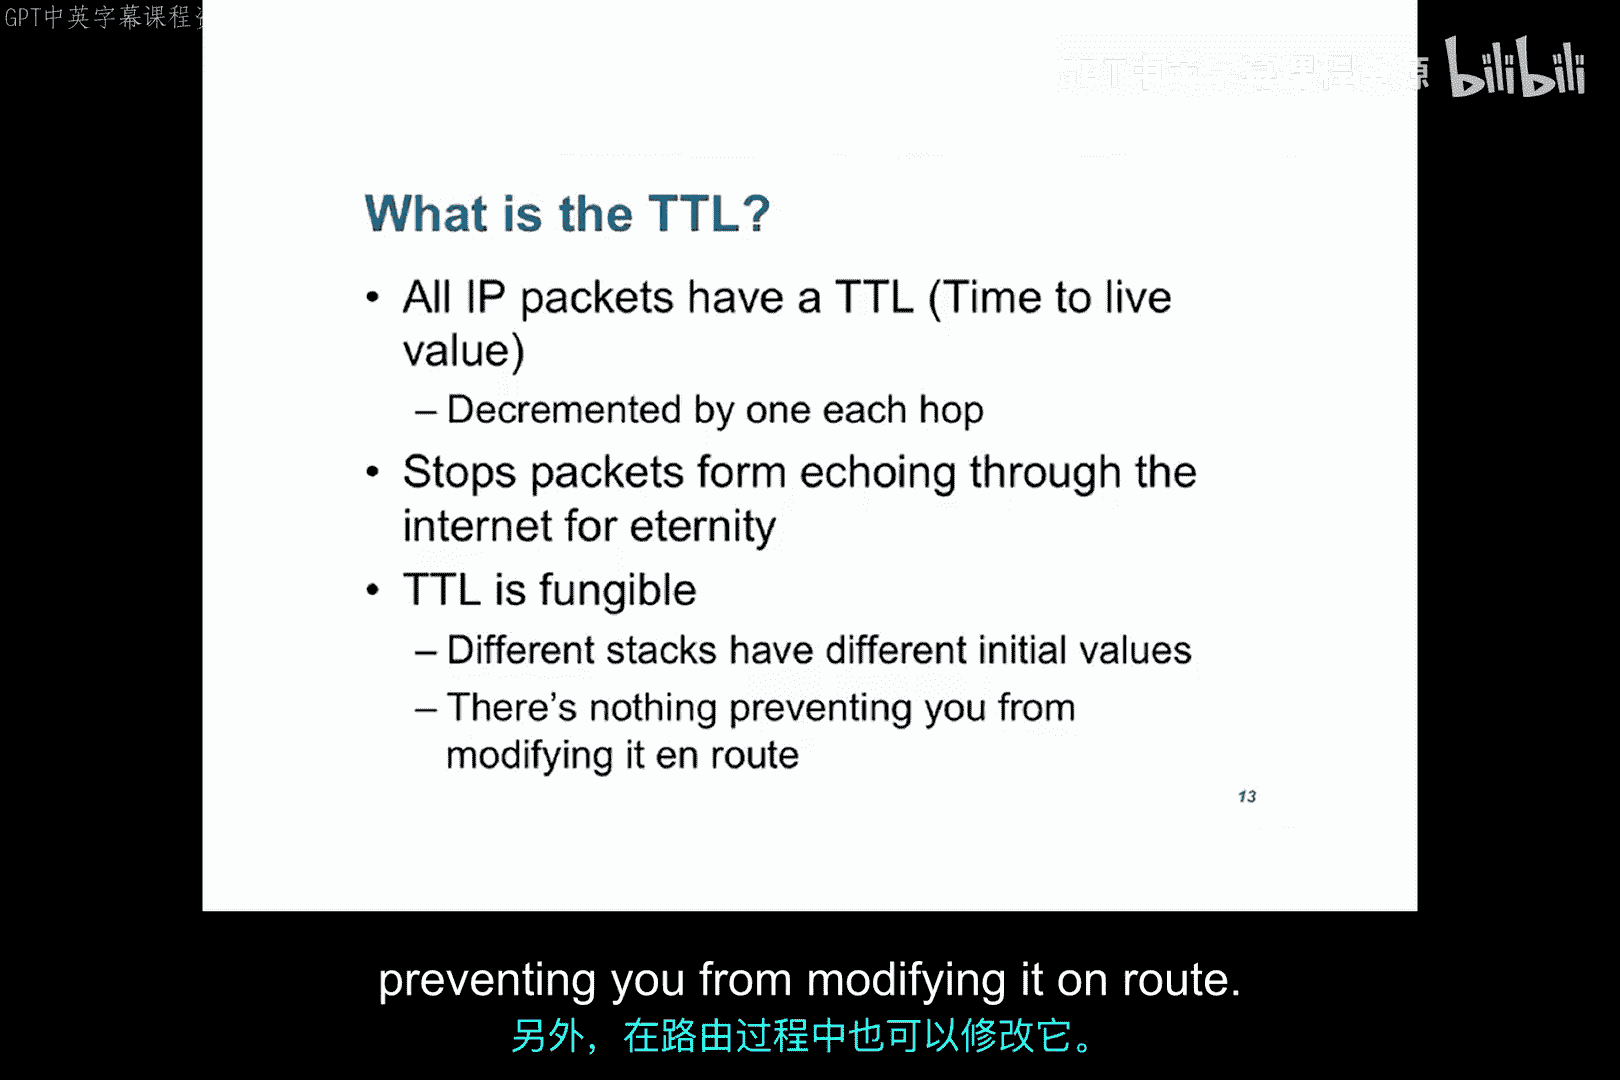 GPT中英字幕课程资
bilibili
What is the TTL?
• All IP packets have a TTL (Time to live
value)
– Decremented by one each hop
• Stops packets form echoing through the
internet for eternity
• TTL is fungible
– Different stacks have different initial values
– There’s nothing preventing you from
modifying it en route
13
preventing you from modifying it on route.
另外，在路由过程中也可以修改它。